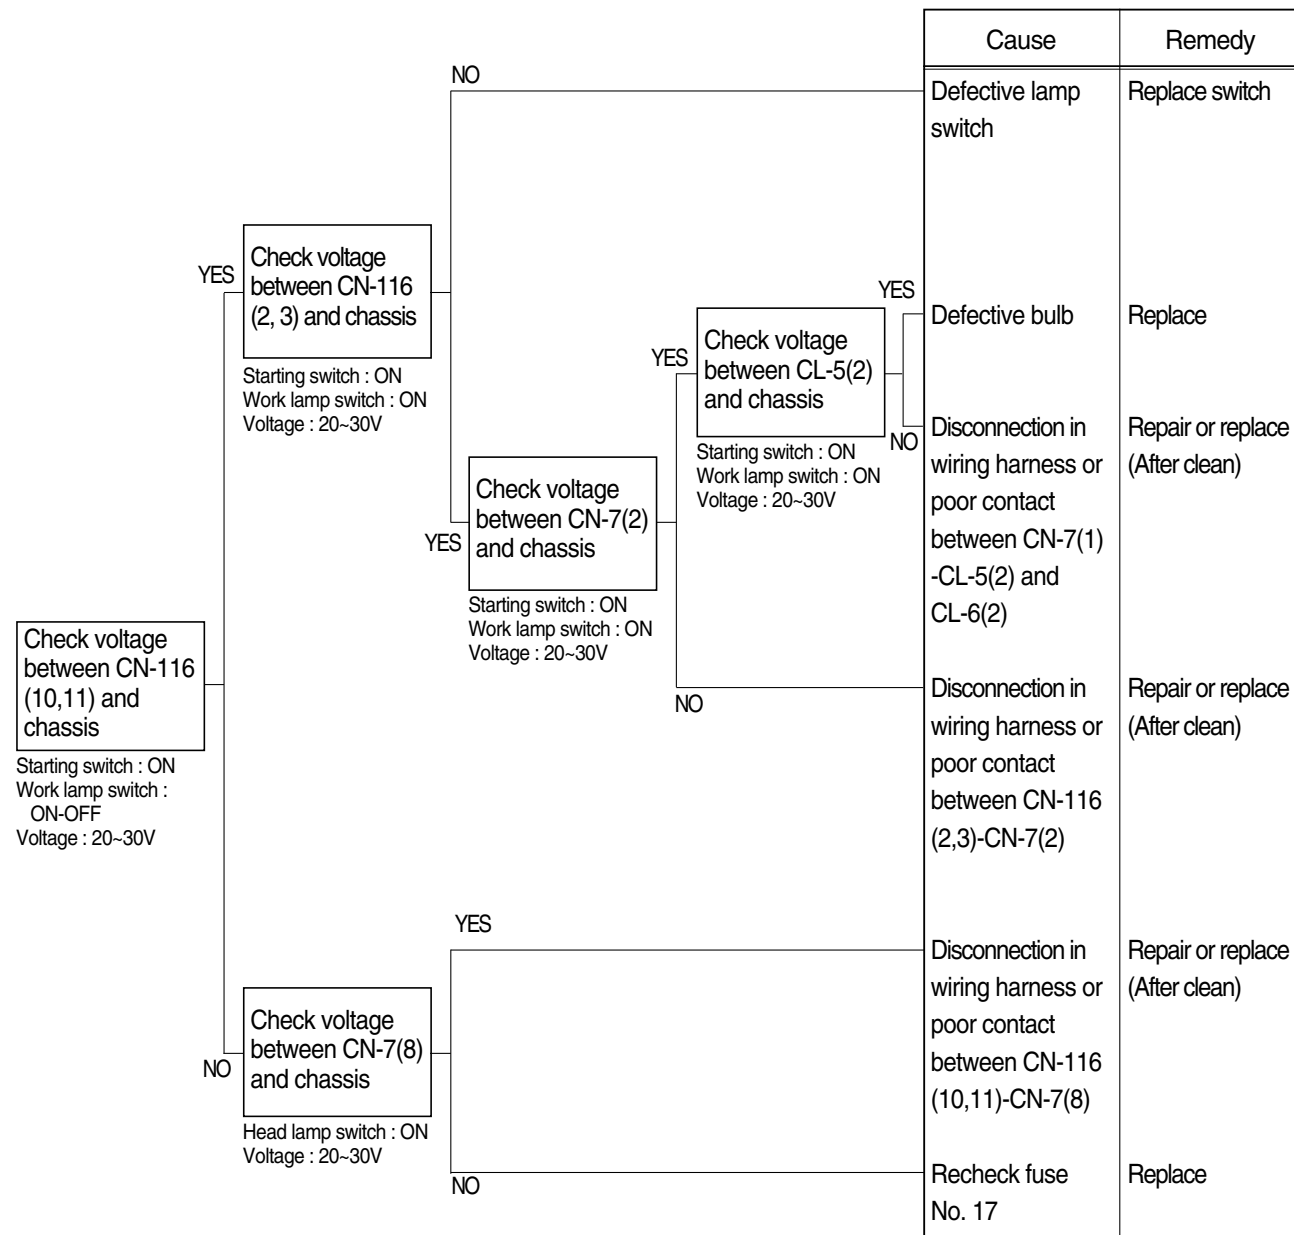 Cause
Remedy
NO
Defective lamp
switch
Replace switch
YES
Check voltage
between CN-116
(2, 3) and chassis
Starting switch : ON
Work lamp switch : ON
Voltage : 20~30V
YES
Defective bulb
Replace
YES
Check voltage
between CL-5(2)
and chassis
Starting switch : ON
Work lamp switch : ON
Voltage : 20~30V
NO
Disconnection in
wiring harness or
poor contact
between CN-7(1)
-CL-5(2) and
CL-6(2)
Repair or replace
(After clean)
YES
Check voltage
between CN-7(2)
and chassis
Starting switch : ON
Work lamp switch : ON
Voltage : 20~30V
Check voltage
between CN-116
(10,11) and
chassis
Starting switch : ON
Work lamp switch :
ON-OFF
Voltage : 20~30V
NO
Disconnection in
wiring harness or
poor contact
between CN-116
(2,3)-CN-7(2)
Repair or replace
(After clean)
YES
Disconnection in
wiring harness or
poor contact
between CN-116
(10,11)-CN-7(8)
Repair or replace
(After clean)
NO
Check voltage
between CN-7(8)
and chassis
Head lamp switch : ON
Voltage : 20~30V
NO
Recheck fuse
No. 17
Replace